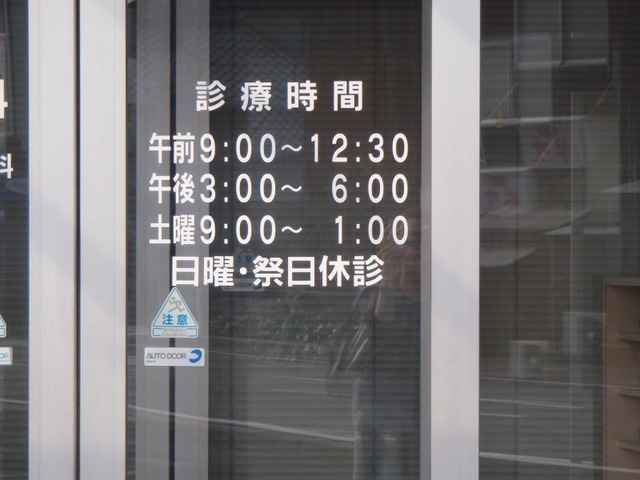 診療時間
午前9:00～12:30
午後3:00～ 6:00
土曜9:00～ 1:00
日曜・祭日休診
注意
AUTO DOOR
科